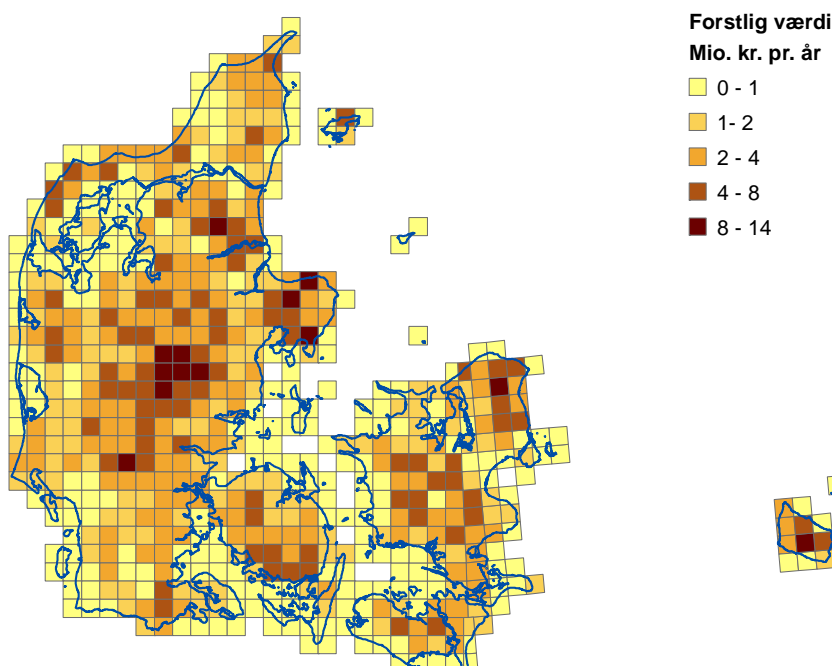 Forstlig værdi
Mio. kr. pr. år
0 - 1
1- 2
2 - 4
4 - 8
8 - 14